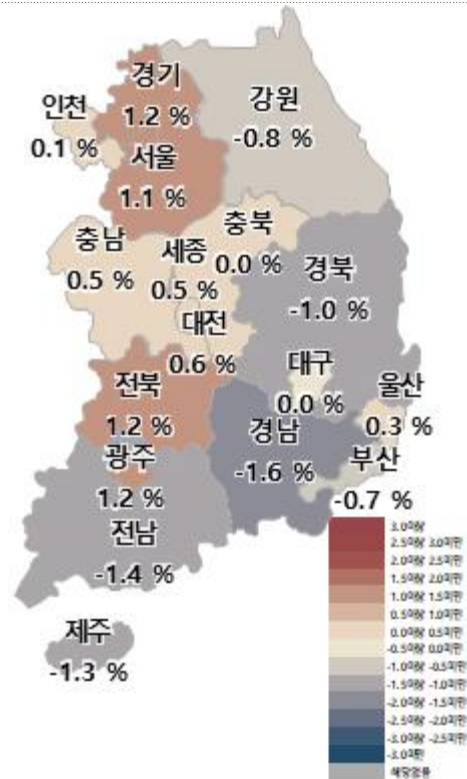 경기
1.2 %
인천
0.1 %
서울
1.1 %
강원
-0.8 %
충남
0.5 %
세종
0.5 %
충북
0.0 %
대전
0.6 %
경북
-1.0 %
대구
0.0 %
울산
0.3 %
전북
1.2 %
경남
-1.6 %
부산
-0.7 %
광주
1.2 %
전남
-1.4 %
제주
-1.3 %
3.0이상
2.5이상 3.0미만
2.0이상 2.5미만
1.5이상 2.0미만
1.0이상 1.5미만
0.5이상 1.0미만
0.0이상 0.5미만
-0.5이상 0.0미만
-1.0이상 -0.5미만
-1.5이상 -1.0미만
-2.0이상 -1.5미만
-2.5이상 -2.0미만
-3.0이상 -2.5미만
-3.0미만
해당없음